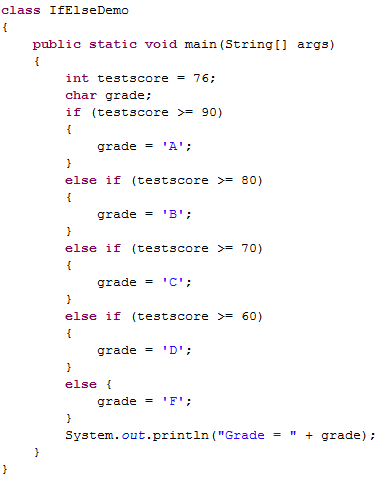 class IfElseDemo
{
    public static void main(String[] args)
    {
        int testscore = 76;
        char grade;
        if (testscore >= 90)
        {
            grade = 'A';
        }
        else if (testscore >= 80)
        {
            grade = 'B';
        }
        else if (testscore >= 70)
        {
            grade = 'C';
        }
        else if (testscore >= 60)
        {
            grade = 'D';
        }
        else {
            grade = 'F';
        }
        System.out.println("Grade = " + grade);
    }
}